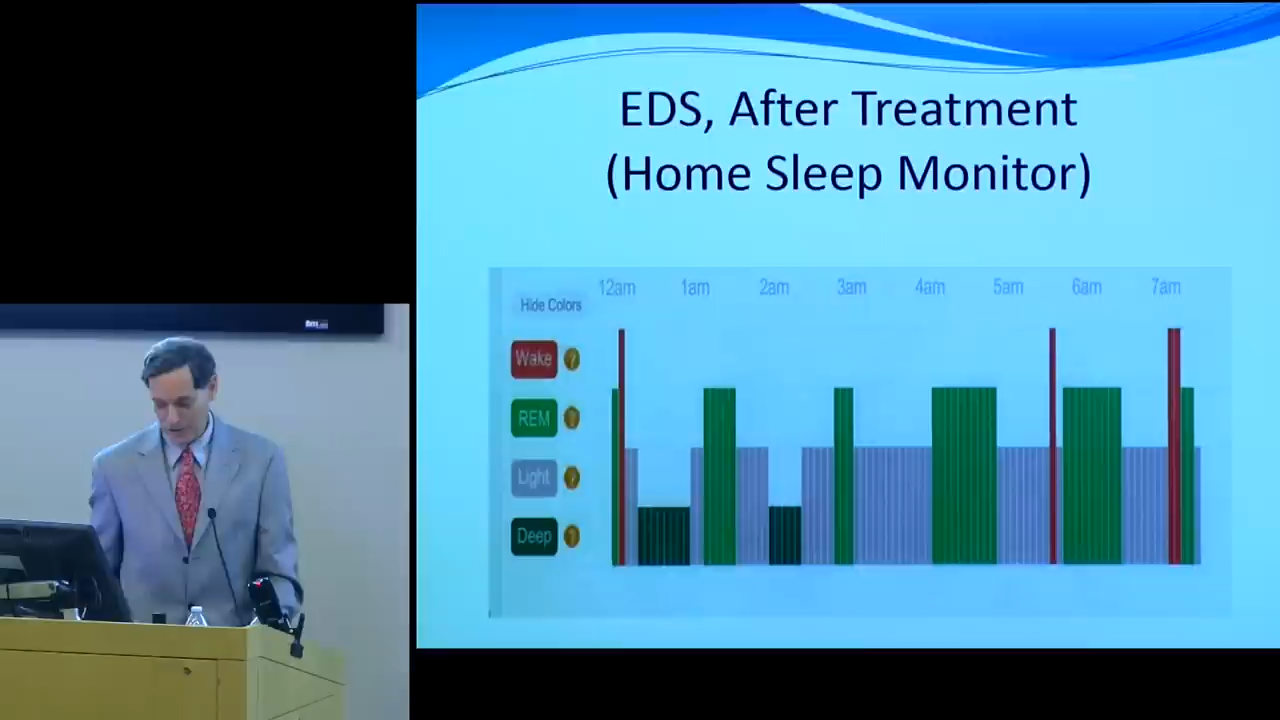 EDS, After Treatment
(Home Sleep Monitor)
12am 1am 2am 3am 4am 5am 6am 7am
Hide Colors
Wake ?
REM ?
Light ?
Deep ?